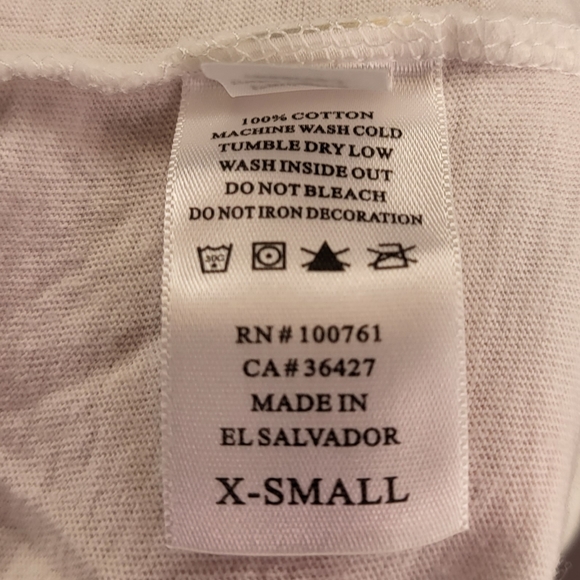 100% COTTON
MACHINE WASH COLD
TUMBLE DRY LOW
WASH INSIDE OUT
DO NOT BLEACH
DO NOT IRON DECORATION
30C
RN # 100761
CA # 36427
MADE IN
EL SALVADOR
X-SMALL